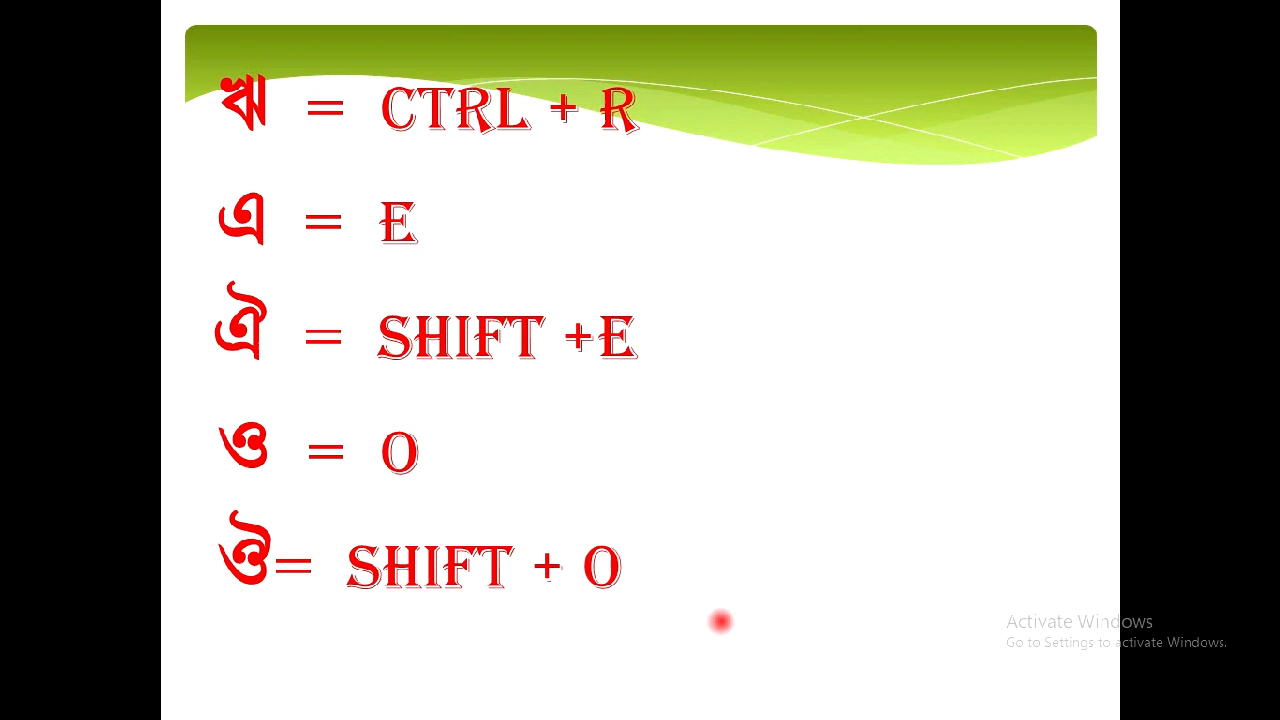 ঋ = CTRL + R
এ = E
ঐ = SHIFT +E
ও = O
ঔ= SHIFT + O
Activate Windows
Go to Settings to activate Windows.